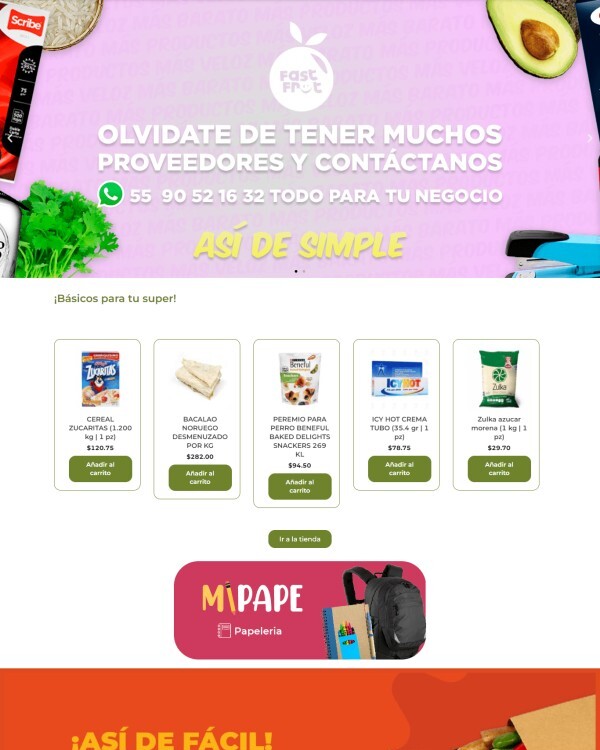 Scribe
fast
frut
OLVIDATE DE TENER MUCHOS
PROVEEDORES Y CONTÁCTANOS
55 90 52 16 32 TODO PARA TU NEGOCIO
ASÍ DE SIMPLE
¡Básicos para tu super!
ZUCARITAS
Beneful
ICY HOT
Zulka
CEREAL
ZUCARITAS (1.200
kg | 1 pz)
$120.75
Añadir al
carrito
BACALAO
NORUEGO
DESMENUZADO
POR KG
$282.00
Añadir al
carrito
PEREMIO PARA
PERRO BENEFUL
BAKED DELIGHTS
SNACKERS 269
KL
$94.50
Añadir al
carrito
ICY HOT CREMA
TUBO (35.4 gr | 1
pz)
$78.75
Añadir al
carrito
Zulka azucar
morena (1 kg | 1
pz)
$29.70
Añadir al
carrito
Ir a la tienda
MIPAPE
Papeleria
¡ASÍ DE FÁCIL!